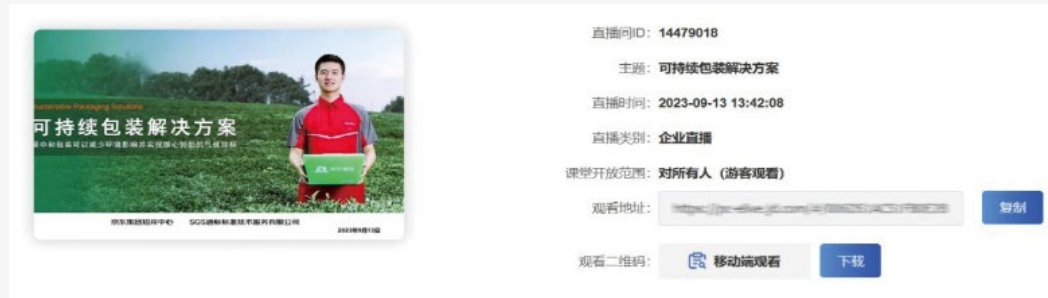 Sustainable Packaging Solutions
可持续包装解决方案
京东集团招采中心 SGS通标标准技术服务有限公司
2023年9月13日
直播间ID: 14479018
主题: 可持续包装解决方案
直播时间: 2023-09-13 13:42:08
直播类别: 企业直播
课堂开放范围: 对所有人（游客观看）
观看地址:
复制
观看二维码: 移动端观看 下载